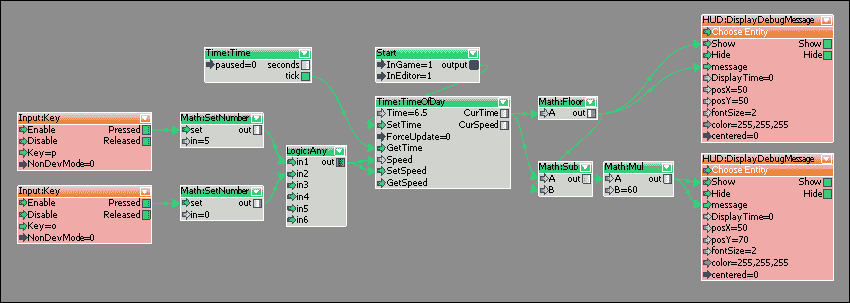 Time:Time
paused=0 seconds
tick
Start
InGame=1 output
InEditor=1
HUD:DisplayDebugMessage
Choose Entity
Show Show
Hide Hide
message
DisplayTime=0
posX=50
posY=50
fontSize=2
color=255,255,255
centered=0
Input:Key
Enable Pressed
Disable Released
Key=p
NonDevMode=0
Math:SetNumber
set out
in=5
Logic:Any
in1 out
in2
in3
in4
in5
in6
Time:TimeOfDay
Time=6.5 CurTime
SetTime CurSpeed
ForceUpdate=0
GetTime
Speed
SetSpeed
GetSpeed
Math:Floor
A out
Input:Key
Enable Pressed
Disable Released
Key=o
NonDevMode=0
Math:SetNumber
set out
in=0
Math:Sub
A out
B
Math:Mul
A out
B=60
HUD:DisplayDebugMessage
Choose Entity
Show Show
Hide Hide
message
DisplayTime=0
posX=50
posY=70
fontSize=2
color=255,255,255
centered=0